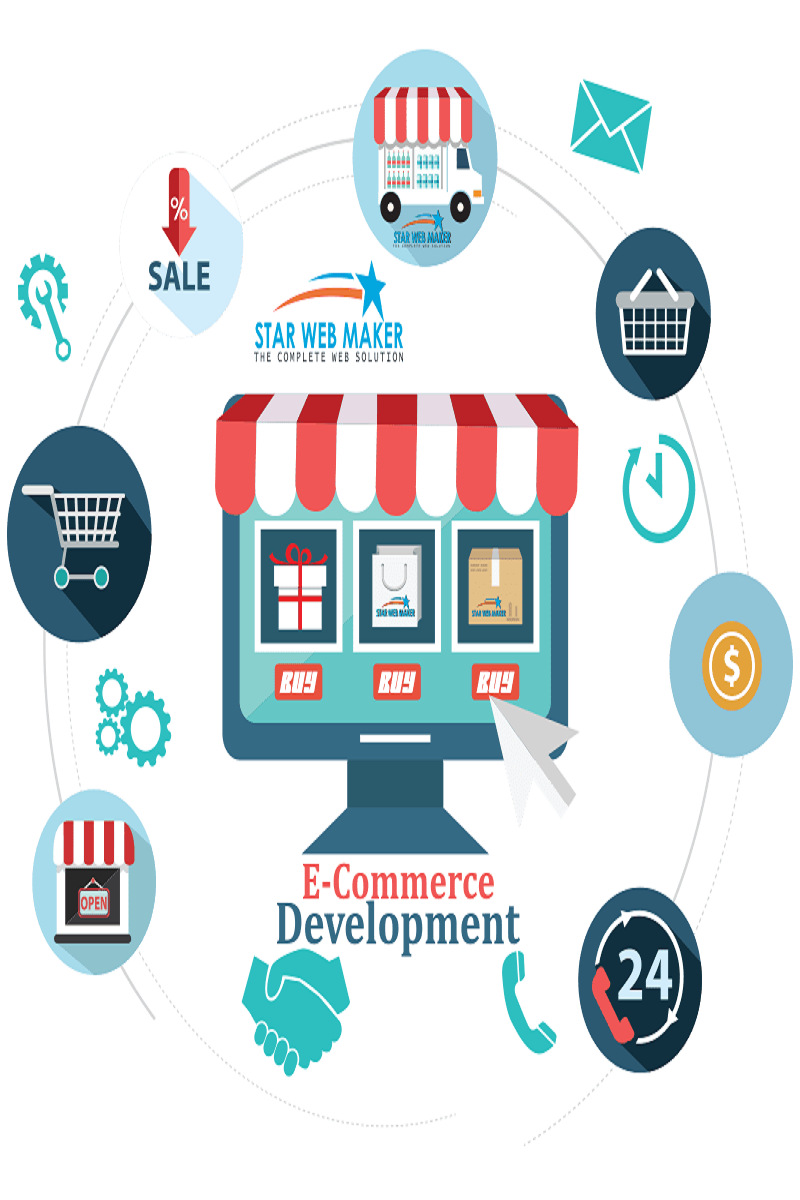 STAR WEB MAKER
THE COMPLETE WEB SOLUTION
%
SALE
STAR WEB MAKER
THE COMPLETE WEB SOLUTION
STAR WEB MAKER
STAR WEB MAKER
BUY
BUY
BUY
$
OPEN
E-Commerce
Development
24